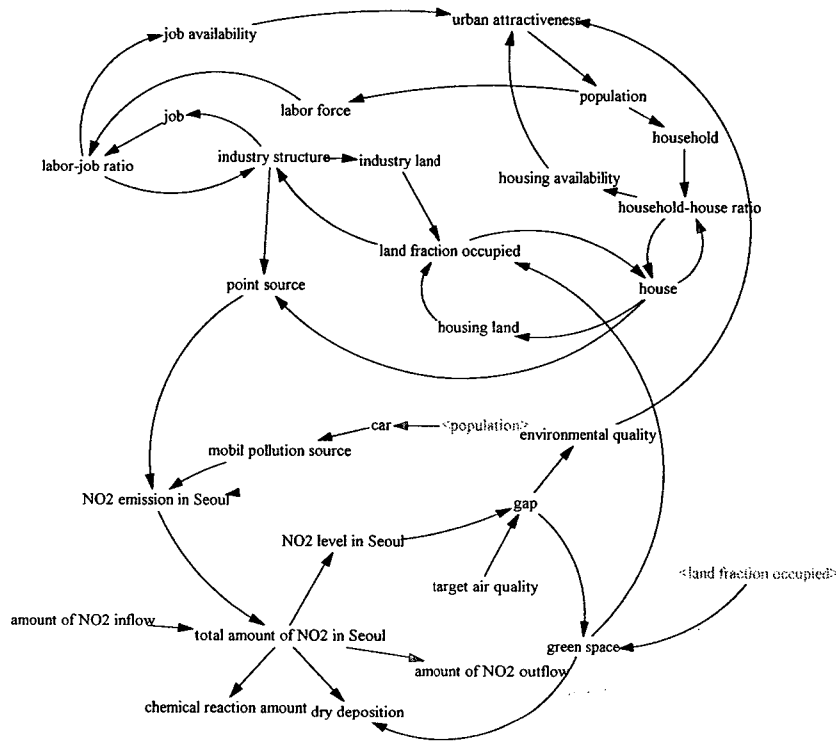 urban attractiveness
job availability
population
labor force
job
household
labor-job ratio
industry structure
industry land
housing availability
household-house ratio
land fraction occupied
point source
house
housing land
car
<population>
environmental quality
mobil pollution source
NO2 emission in Seoul
gap
NO2 level in Seoul
target air quality
<land fraction occupied>
amount of NO2 inflow
total amount of NO2 in Seoul
green space
amount of NO2 outflow
chemical reaction amount
dry deposition